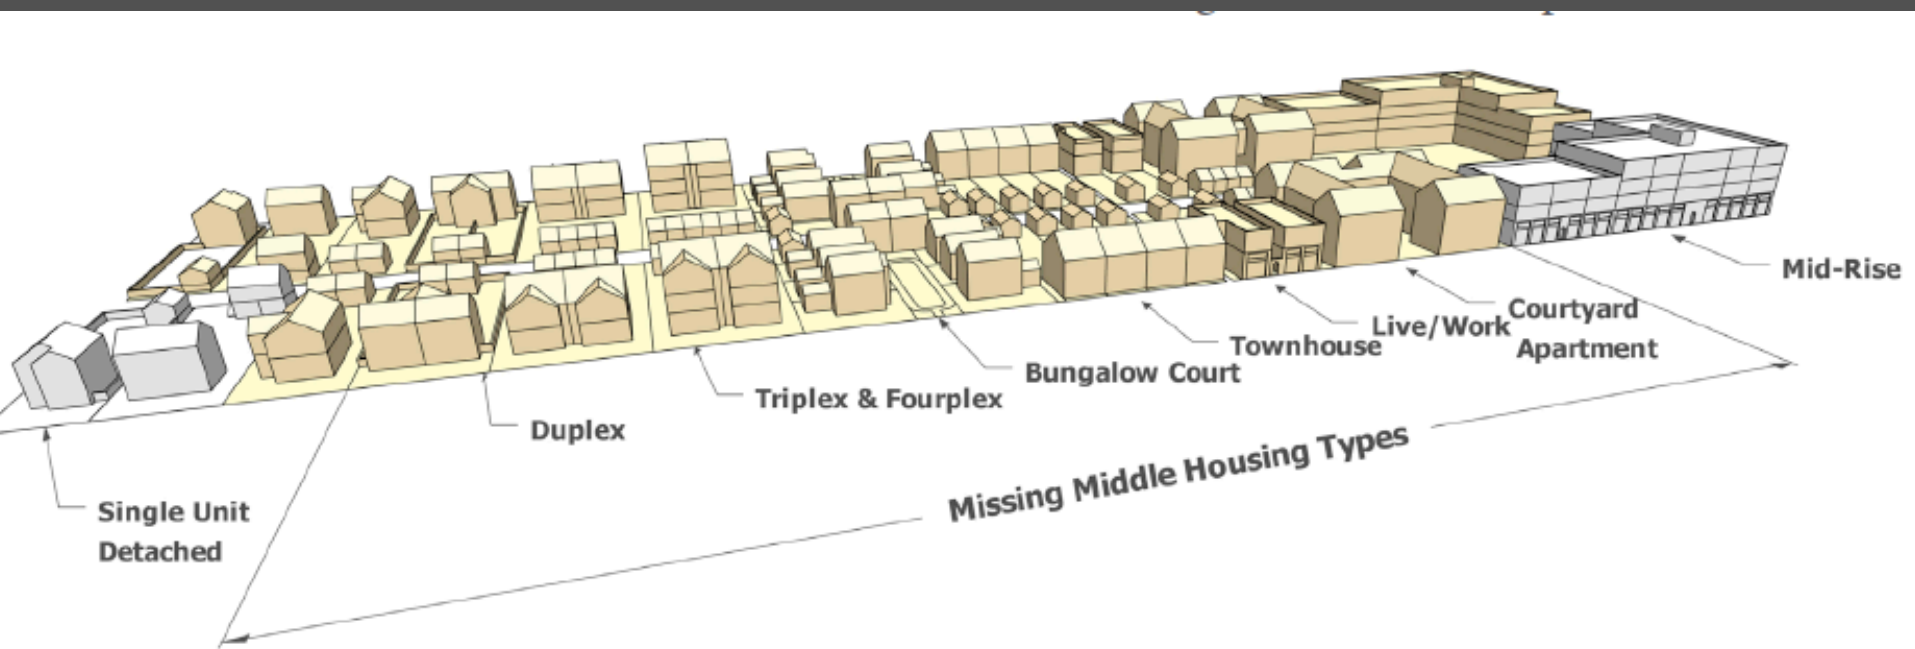 Mid-Rise
Courtyard
Apartment
Live/Work
Townhouse
Bungalow Court
Triplex & Fourplex
Duplex
Single Unit
Detached
Missing Middle Housing Types